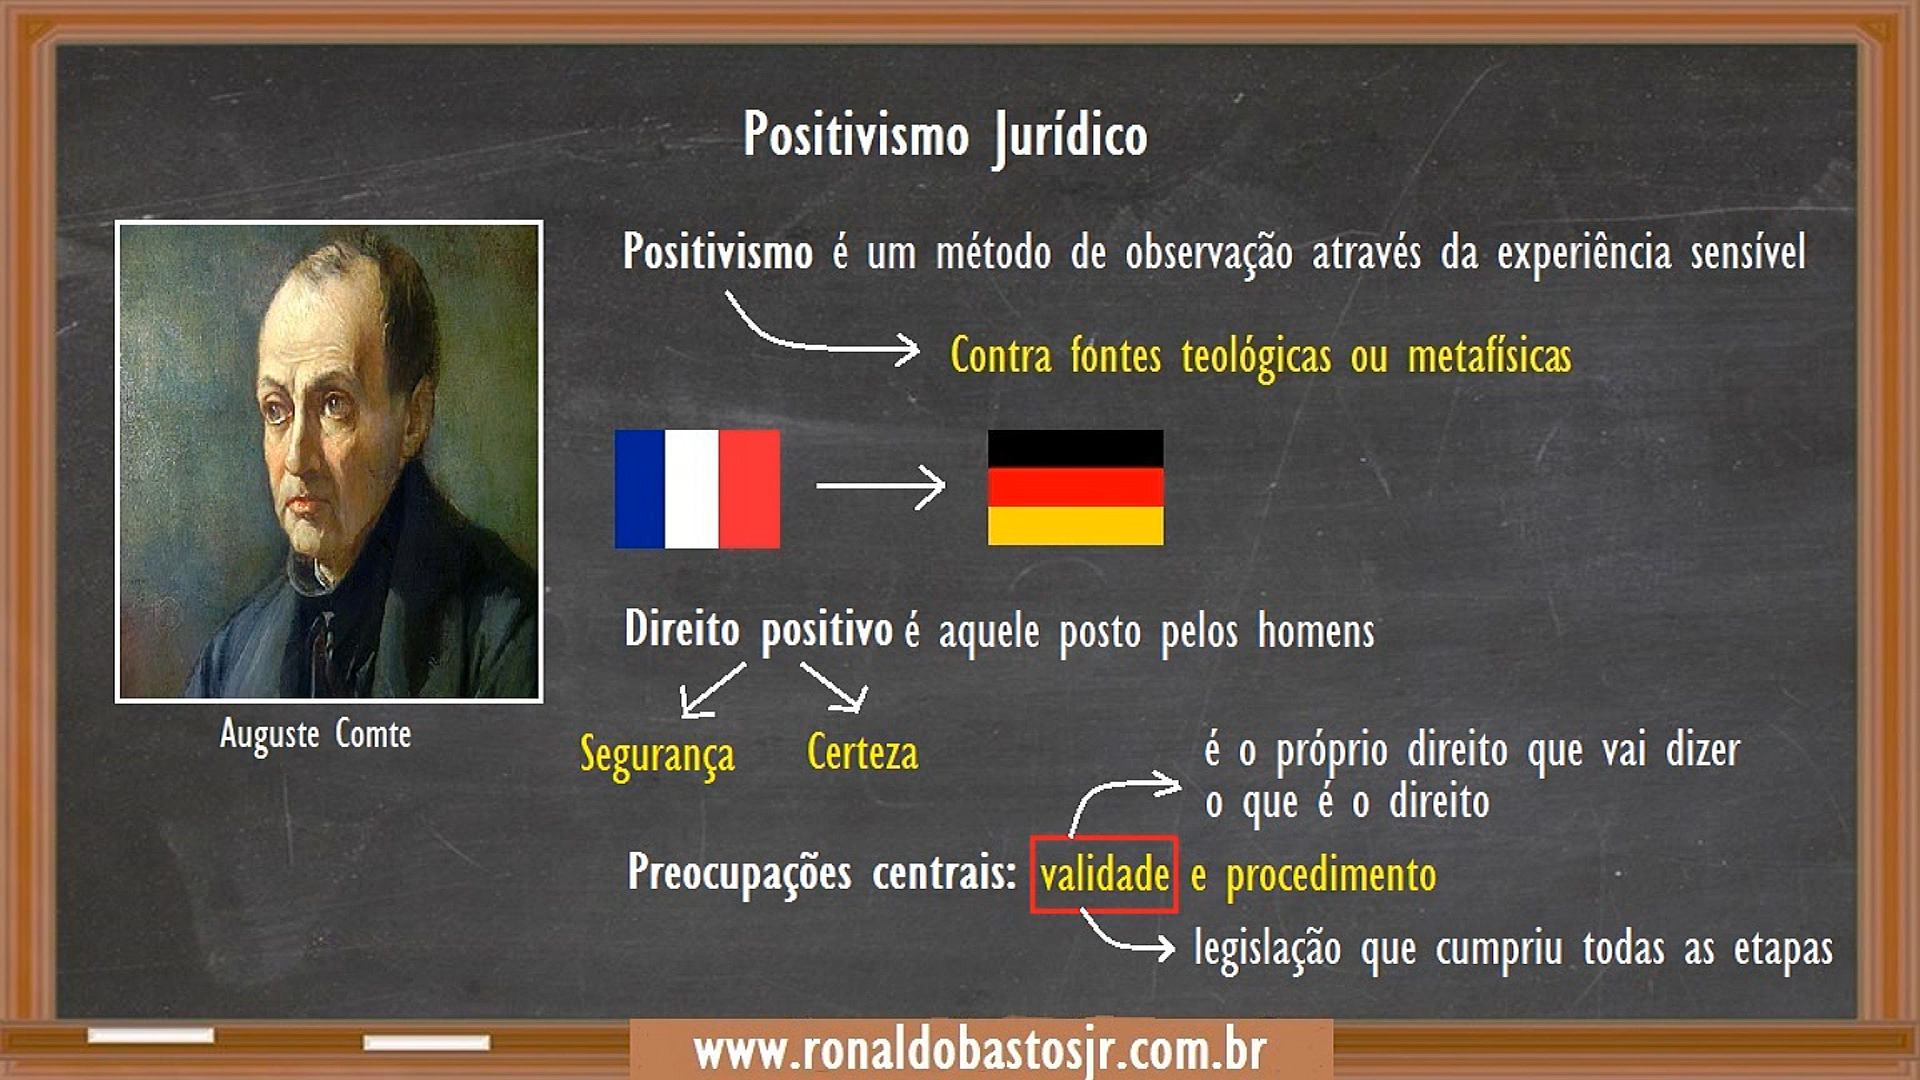 Positivismo Jurídico
Positivismo é um método de observação através da experiência sensível
Contra fontes teológicas ou metafísicas
Auguste Comte
Direito positivo é aquele posto pelos homens
Segurança
Certeza
é o próprio direito que vai dizer
o que é o direito
Preocupações centrais: validade e procedimento
legislação que cumpriu todas as etapas
www.ronaldobastosjr.com.br